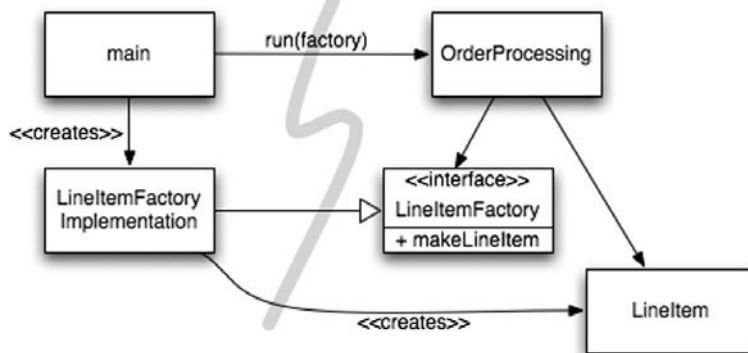 main
run(factory)
OrderProcessing
<<creates>>
LineItemFactory
Implementation
<<interface>>
LineItemFactory
+ makeLineItem
LineItem
<<creates>>